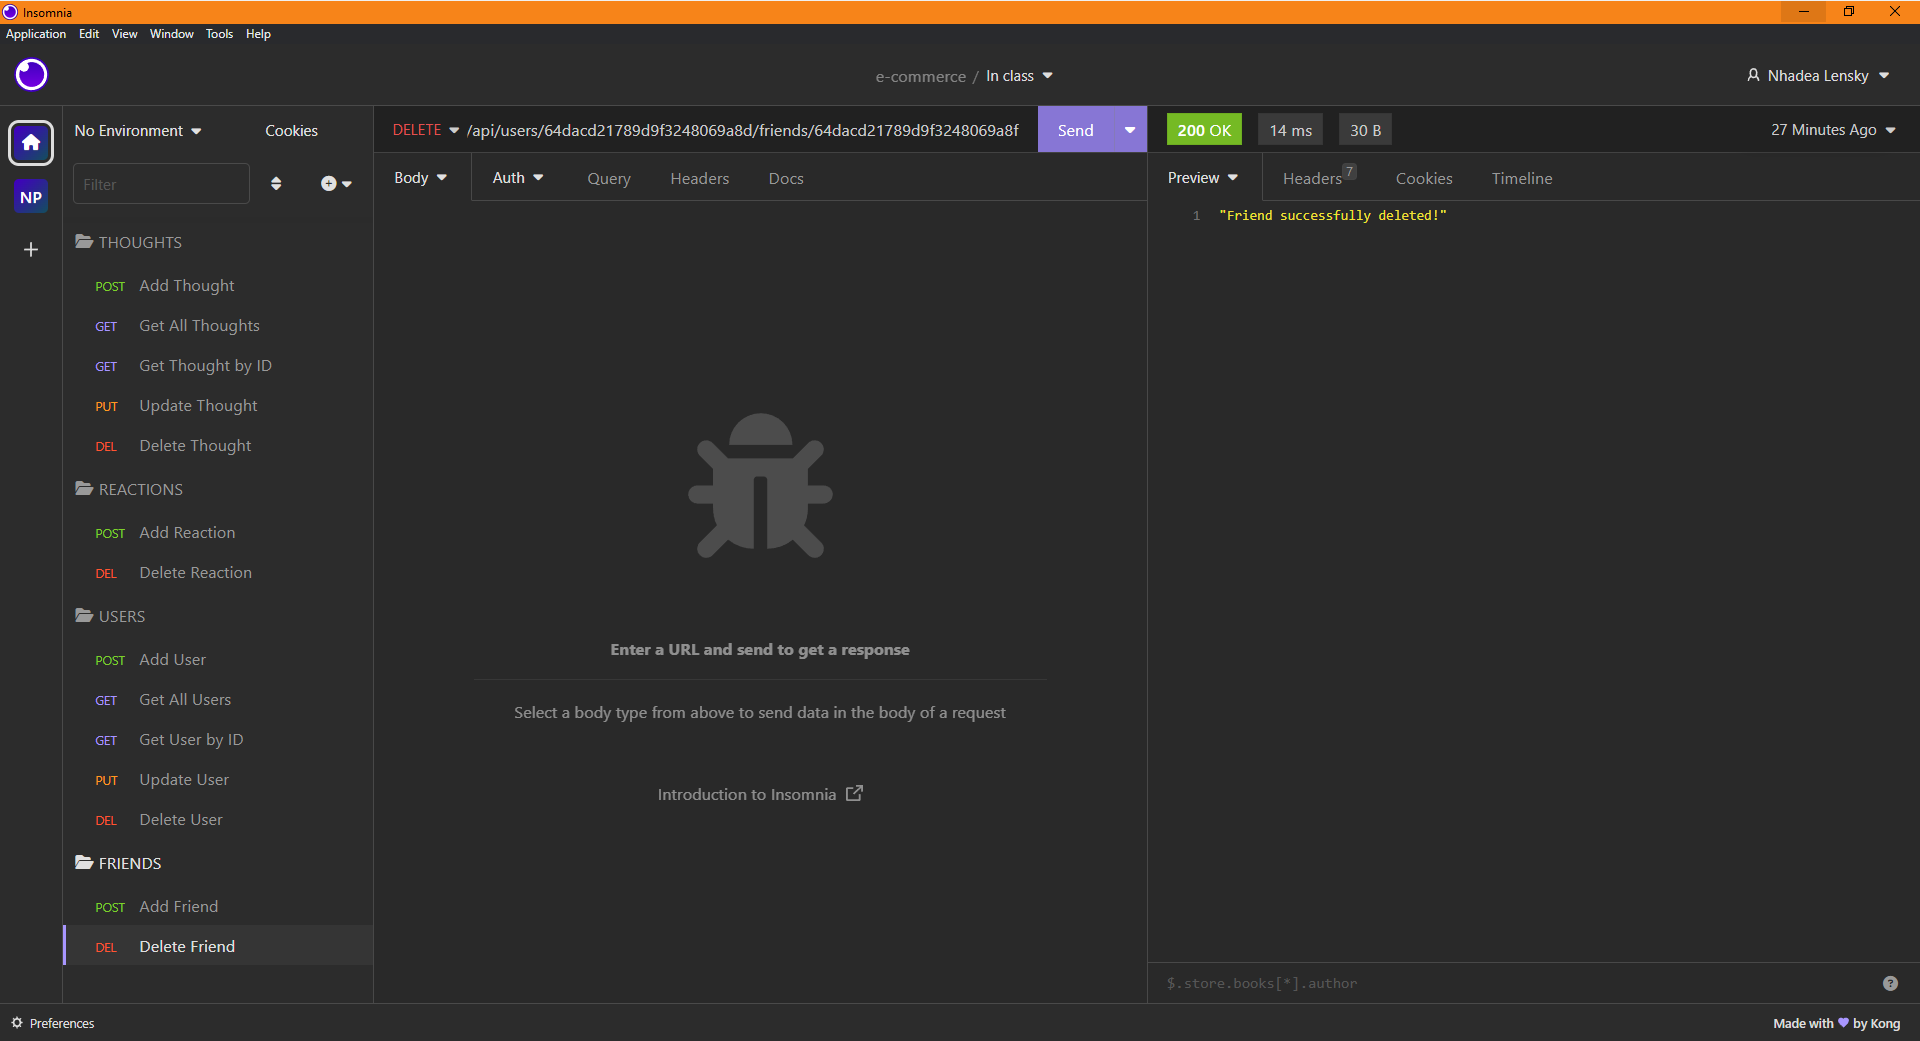 Insomnia
Application Edit View Window Tools Help
e-commerce / In class
Nhadea Lensky
No Environment
Cookies
DELETE /api/users/64dacd21789d9f3248069a8d/friends/64dacd21789d9f3248069a8f
Send
200 OK
14 ms
30 B
27 Minutes Ago
NP
Filter
Body
Auth
Query
Headers
Docs
Preview
Headers 7
Cookies
Timeline
1 "Friend successfully deleted!"
THOUGHTS
POST Add Thought
GET Get All Thoughts
GET Get Thought by ID
PUT Update Thought
DEL Delete Thought
REACTIONS
POST Add Reaction
DEL Delete Reaction
USERS
POST Add User
GET Get All Users
GET Get User by ID
PUT Update User
DEL Delete User
FRIENDS
POST Add Friend
DEL Delete Friend
Enter a URL and send to get a response
Select a body type from above to send data in the body of a request
Introduction to Insomnia
$.store.books[*].author
?
Preferences
Made with 💜 by Kong